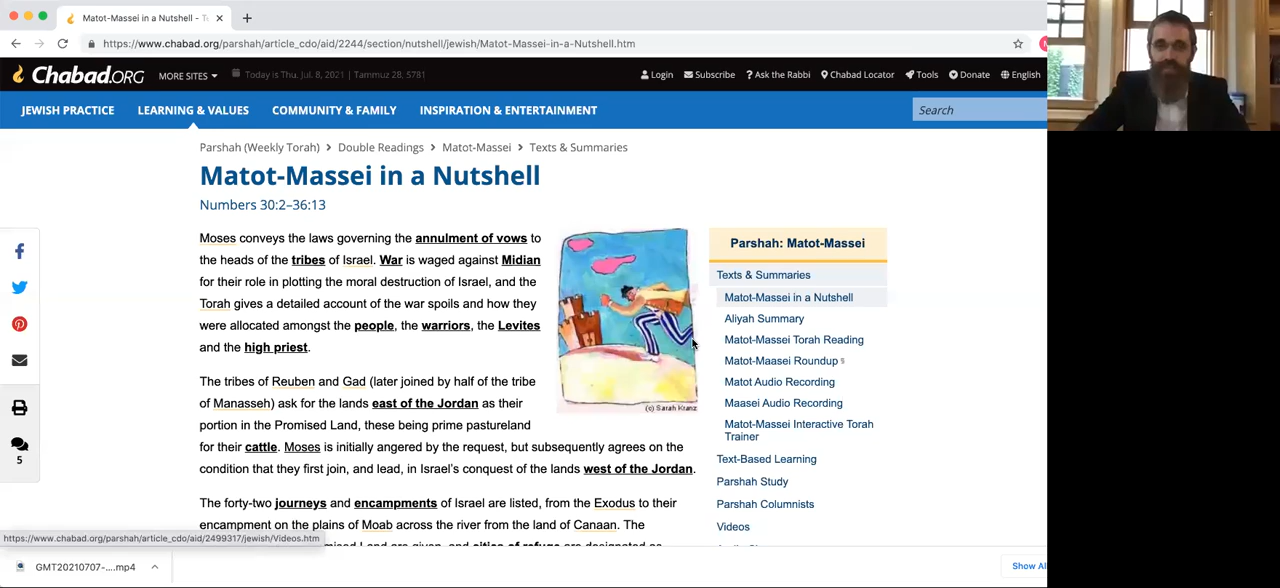 Matot-Massei in a Nutshell - T
https://www.chabad.org/parshah/article_cdo/aid/2244/section/nutshell/jewish/Matot-Massei-in-a-Nutshell.htm
Chabad.ORG MORE SITES Today is Thu. Jul. 8, 2021 | Tammuz 28, 5781 Login Subscribe ? Ask the Rabbi Chabad Locator Tools Donate English
JEWISH PRACTICE LEARNING & VALUES COMMUNITY & FAMILY INSPIRATION & ENTERTAINMENT Search
Parshah (Weekly Torah) > Double Readings > Matot-Massei > Texts & Summaries
Matot-Massei in a Nutshell
Numbers 30:2–36:13
Moses conveys the laws governing the annulment of vows to
the heads of the tribes of Israel. War is waged against Midian
for their role in plotting the moral destruction of Israel, and the
Torah gives a detailed account of the war spoils and how they
were allocated amongst the people, the warriors, the Levites
and the high priest.
(c) Sarah Kranz
The tribes of Reuben and Gad (later joined by half of the tribe
of Manasseh) ask for the lands east of the Jordan as their
portion in the Promised Land, these being prime pastureland
for their cattle. Moses is initially angered by the request, but subsequently agrees on the
condition that they first join, and lead, in Israel's conquest of the lands west of the Jordan.
The forty-two journeys and encampments of Israel are listed, from the Exodus to their
encampment on the plains of Moab across the river from the land of Canaan. The
Parshah: Matot-Massei
Texts & Summaries
Matot-Massei in a Nutshell
Aliyah Summary
Matot-Massei Torah Reading
Matot-Maasei Roundup
Matot Audio Recording
Maasei Audio Recording
Matot-Massei Interactive Torah
Trainer
Text-Based Learning
Parshah Study
Parshah Columnists
Videos
5
https://www.chabad.org/parshah/article_cdo/aid/2499317/jewish/Videos.htm
GMT20210707-....mp4
Show Al